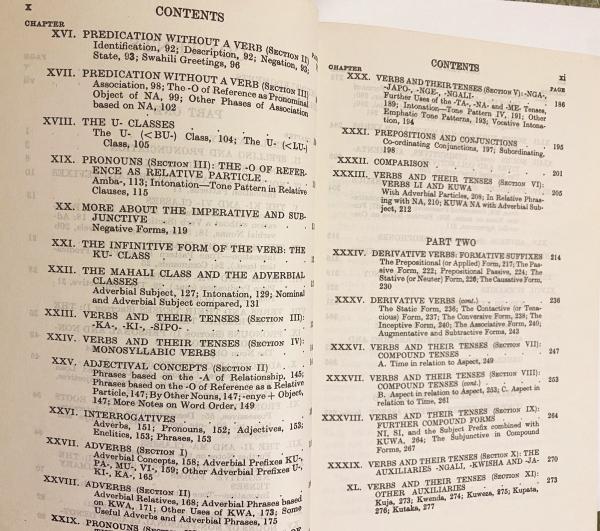 x
CONTENTS
CHAPTER
XVI. PREDICATION WITHOUT A VERB (SECTION II)
Identification, 92; Description, 92; Negation, 93;
State, 93; Swahili Greetings, 96
XVII. PREDICATION WITHOUT A VERB (SECTION III)
Association, 98; The -O of Reference as Pronominal
Object of NA, 99; Other Phases of Association
based on NA, 102
XVIII. THE U- CLASSES
The U- (<BU-) Class, 104; The U- (<LU-)
Class, 105
XIX. PRONOUNS (SECTION III): THE -O OF REFER-
ENCE AS RELATIVE PARTICLE
Amba-, 113; Intonation—Tone Pattern in Relative
Clauses, 115
XX. MORE ABOUT THE IMPERATIVE AND SUB-
JUNCTIVE
Negative Forms, 119
XXI. THE INFINITIVE FORM OF THE VERB: THE
KU- CLASS
XXII. THE MAHALI CLASS AND THE ADVERBIAL
CLASSES
Adverbial Subject, 127; Intonation, 129; Nominal
and Adverbial Subject compared, 131
XXIII. VERBS AND THEIR TENSES (SECTION III):
-KA-, -KI-, -SIPO-
XXIV. VERBS AND THEIR TENSES (SECTION IV):
MONOSYLLABIC VERBS
XXV. ADJECTIVAL CONCEPTS (SECTION II)
Phrases based on the -A of Relationship, 145;
Phrases based on the -O of Reference as a Relative
Particle, 147; By Other Nouns, 147; -enye + Object,
147; More Notes on Word Order, 149
XXVI. INTERROGATIVES
Adverbs, 151; Pronouns, 152; Adjectives, 153;
Enclitics, 153; Phrases, 153
XXVII. ADVERBS (SECTION I)
Adverbial Concepts, 158; Adverbial Prefixes KU-,
PA-, MU-, VI-, 159; Other Adverbial Prefixes U-,
KI-, KA-, 165
XXVIII. ADVERBS (SECTION II)
Adverbial Relatives, 168; Adverbial Phrases based
on KWA, 171; Other Uses of KWA, 173; Some
Useful Adverbs and Adverbial Phrases, 175
XXIX. PRONOUNS
CONTENTS
xi
CHAPTER
PAGE
XXX. VERBS AND THEIR TENSES (SECTION V): -NGA-,
-JAPO-, -NGE-, -NGALI- 186
Further Uses of the -TA-, -NA- and -ME- Tenses,
189; Intonation—Tone Pattern IV, 191; Other
Emphatic Tone Patterns, 193; Vocative Intona-
tion, 194
XXXI. PREPOSITIONS AND CONJUNCTIONS 195
Co-ordinating Conjunctions, 197; Subordinating,
198
XXXII. COMPARISON 201
XXXIII. VERBS AND THEIR TENSES (SECTION VI):
VERBS LI AND KUWA 205
With Adverbial Particles, 208; In Relative Phras-
ing with NA, 210; KUWA NA with Adverbial Sub-
ject, 212
PART TWO
XXXIV. DERIVATIVE VERBS: FORMATIVE SUFFIXES 214
The Prepositional (or Applied) Form, 217; The Pas-
sive Form, 222; Prepositional Passive, 224; The
Stative (or Neuter) Form, 226; The Causative Form,
230
XXXV. DERIVATIVE VERBS (cont.) 236
The Static Form, 236; The Contactive (or Tena-
cious) Form, 237; The Conversive Form, 238; The
Inceptive Form, 240; The Associative Form, 240;
Augmentative and Subtractive Forms, 243
XXXVI. VERBS AND THEIR TENSES (SECTION VII):
COMPOUND TENSES 247
A. Time in relation to Aspect, 249
XXXVII. VERBS AND THEIR TENSES (SECTION VIII):
COMPOUND TENSES (cont.) 253
B. Aspect in relation to Aspect, 253; C. Aspect in
relation to Time, 261
XXXVIII. VERBS AND THEIR TENSES (SECTION IX):
FURTHER COMPOUND FORMS 264
NI, SI, and the Subject Prefix combined with
KUWA, 264; The Subjunctive in Compound
Forms, 267
XXXIX. VERBS AND THEIR TENSES (SECTION X): THE
AUXILIARIES -NGALI, -KWISHA AND -JA- 270
XL. VERBS AND THEIR TENSES (SECTION XI):
OTHER AUXILIARIES 273
Kuja, 273; Kwenda, 274; Kuweza, 275; Kupata,
276; Kutaka, 277